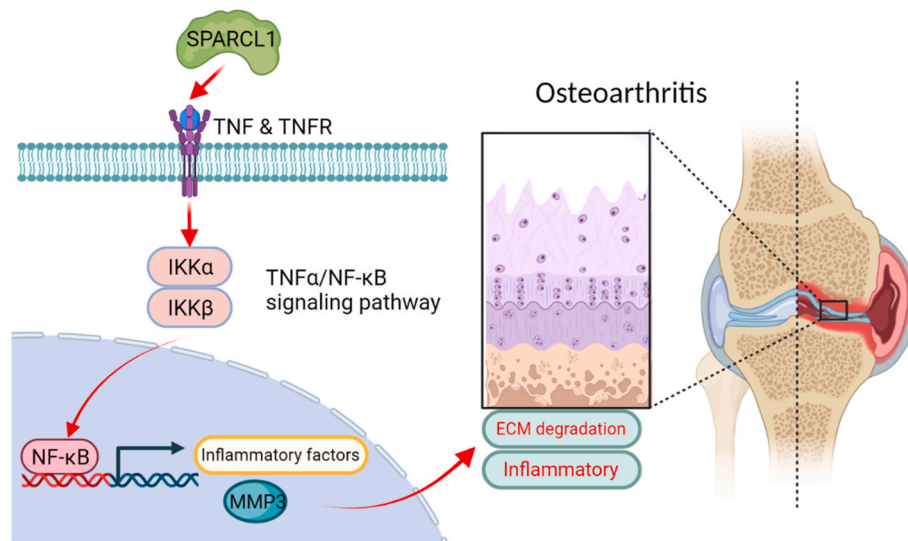 SPARCL1
TNF & TNFR
IKKα
IKKβ
TNFα/NF-κB
signaling pathway
NF-κB
Inflammatory factors
MMP3
Osteoarthritis
ECM degradation
Inflammatory